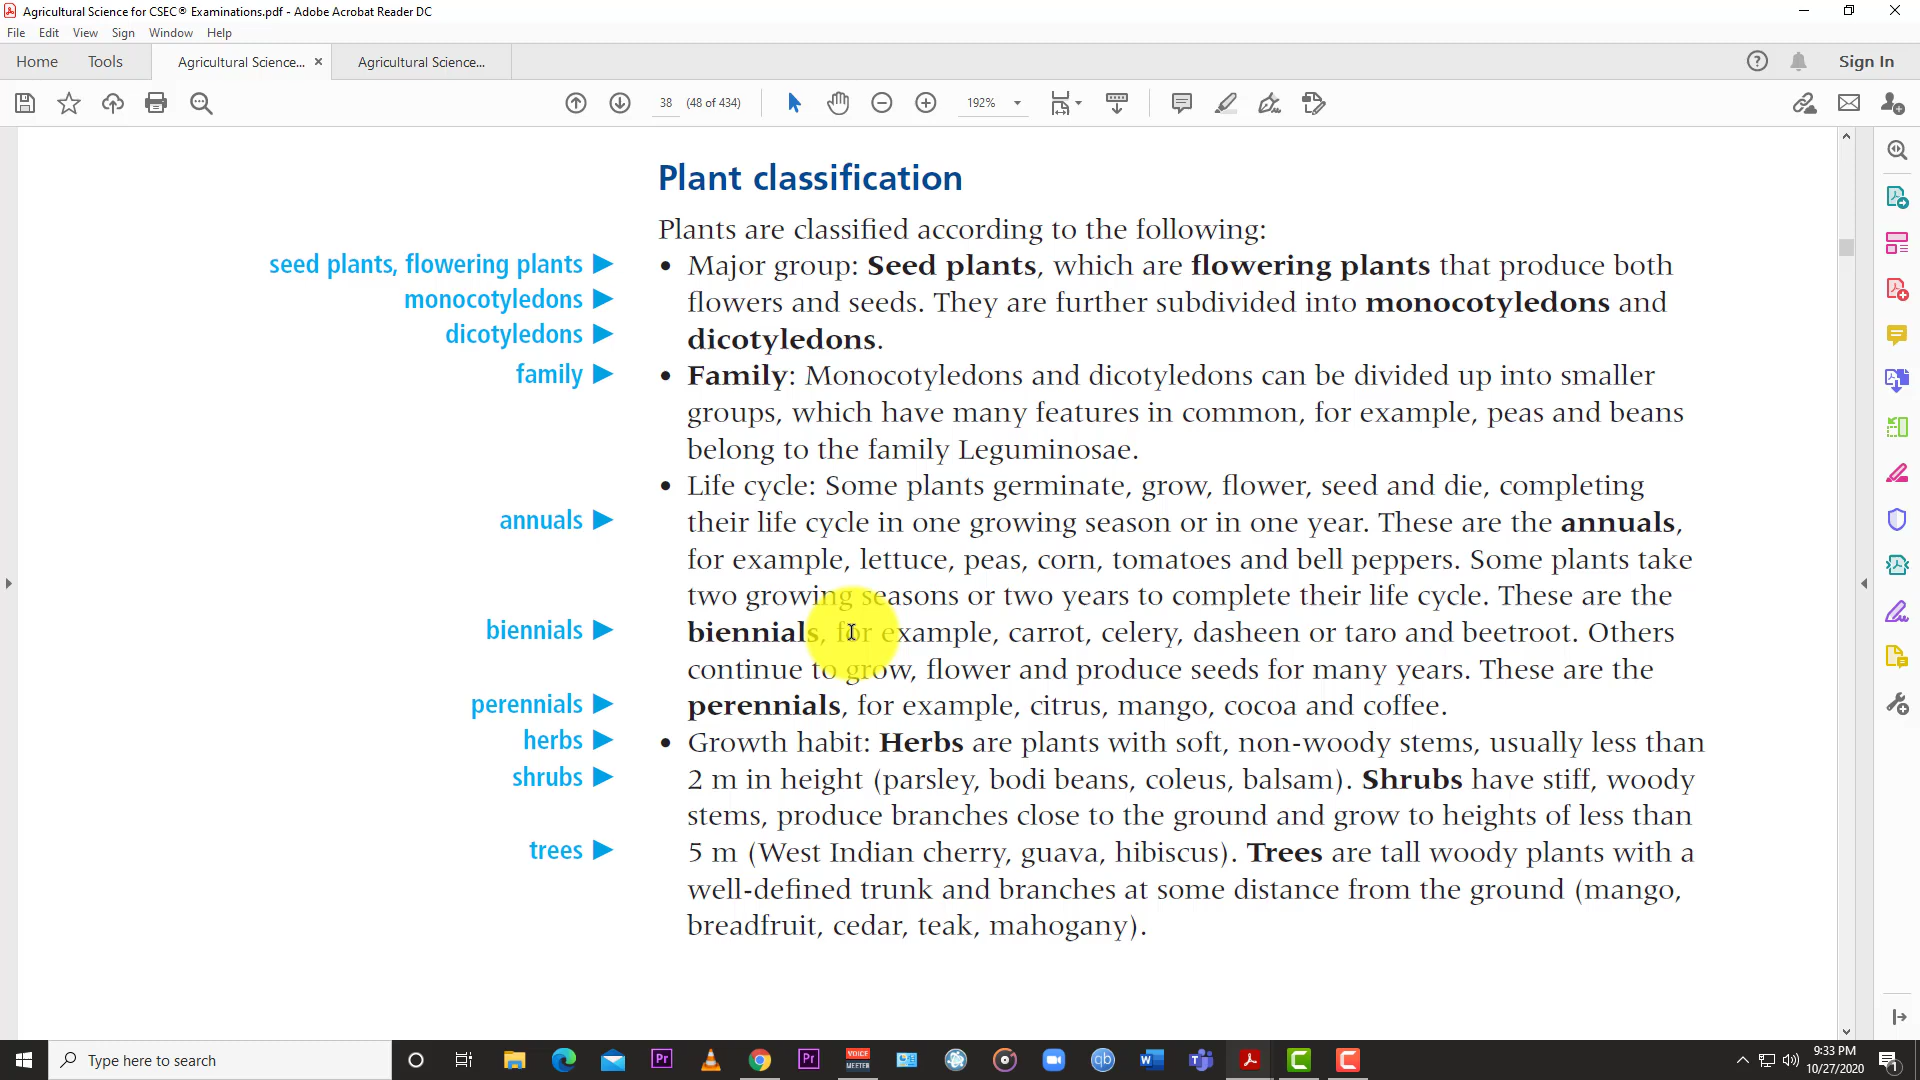 Agricultural Science for CSEC® Examinations.pdf - Adobe Acrobat Reader DC
File Edit View Sign Window Help
Home Tools Agricultural Science... × Agricultural Science... Sign In
38 (48 of 434) 192%
Plant classification
Plants are classified according to the following:
seed plants, flowering plants ▶ • Major group: Seed plants, which are flowering plants that produce both
monocotyledons ▶ flowers and seeds. They are further subdivided into monocotyledons and
dicotyledons ▶ dicotyledons.
family ▶ • Family: Monocotyledons and dicotyledons can be divided up into smaller
groups, which have many features in common, for example, peas and beans
belong to the family Leguminosae.
• Life cycle: Some plants germinate, grow, flower, seed and die, completing
annuals ▶ their life cycle in one growing season or in one year. These are the annuals,
for example, lettuce, peas, corn, tomatoes and bell peppers. Some plants take
two growing seasons or two years to complete their life cycle. These are the
biennials ▶ biennials, for example, carrot, celery, dasheen or taro and beetroot. Others
continue to grow, flower and produce seeds for many years. These are the
perennials ▶ perennials, for example, citrus, mango, cocoa and coffee.
herbs ▶ • Growth habit: Herbs are plants with soft, non-woody stems, usually less than
shrubs ▶ 2 m in height (parsley, bodi beans, coleus, balsam). Shrubs have stiff, woody
stems, produce branches close to the ground and grow to heights of less than
trees ▶ 5 m (West Indian cherry, guava, hibiscus). Trees are tall woody plants with a
well-defined trunk and branches at some distance from the ground (mango,
breadfruit, cedar, teak, mahogany).
Type here to search
Pr Pr VOICE MEETER qb W T C C
9:33 PM
10/27/2020
1